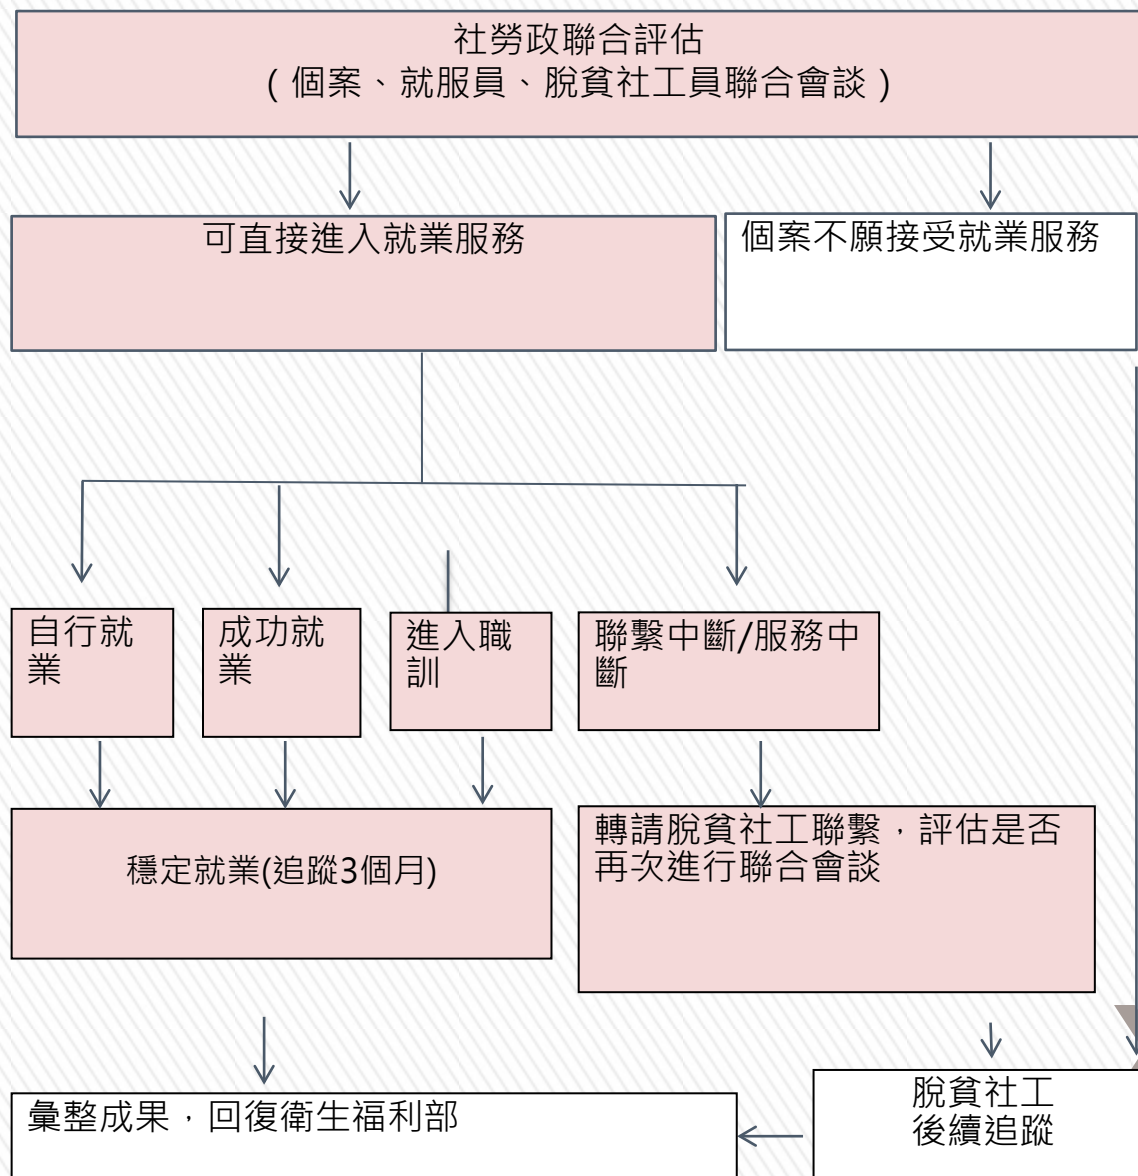 社勞政聯合評估
(個案、就服員、脫貧社工員聯合會談)
可直接進入就業服務
個案不願接受就業服務
自行就
業
成功就
業
進入職
訓
聯繫中斷/服務中
斷
穩定就業(追蹤3個月)
轉請脫貧社工聯繫，評估是否
再次進行聯合會談
彙整成果，回復衛生福利部
脫貧社工
後續追蹤